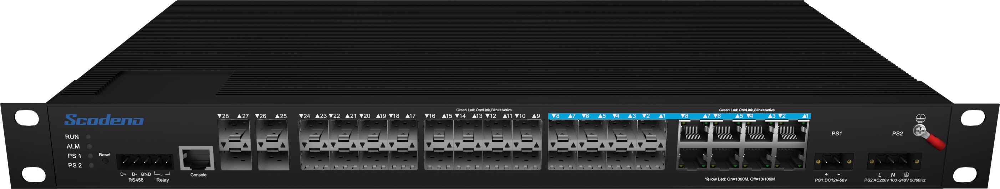 Green Led: On=Link, Blink=Active
Green Led: On=Link, Blink=Active
▼28 ▲27 ▼26 ▲25 ▼24 ▲23 ▼22 ▲21 ▼20 ▲19 ▼18 ▲17 ▼16 ▲15 ▼14 ▲13 ▼12 ▲11 ▼10 ▲9 ▼8 ▲7 ▼6 ▲5 ▼4 ▲3 ▼2 ▲1 ▼8 ▲7 ▼6 ▲5 ▼4 ▲3 ▼2 ▲1
Scodeno
RUN
ALM
PS 1
PS 2
Reset
D+ D- GND
RS458 Relay
Console
Yellow Led: On=1000M, Off=10/100M
PS1
+ -
PS1:DC12V-58V
PS2
L N
PS2:AC220V 100~240V 50/60Hz